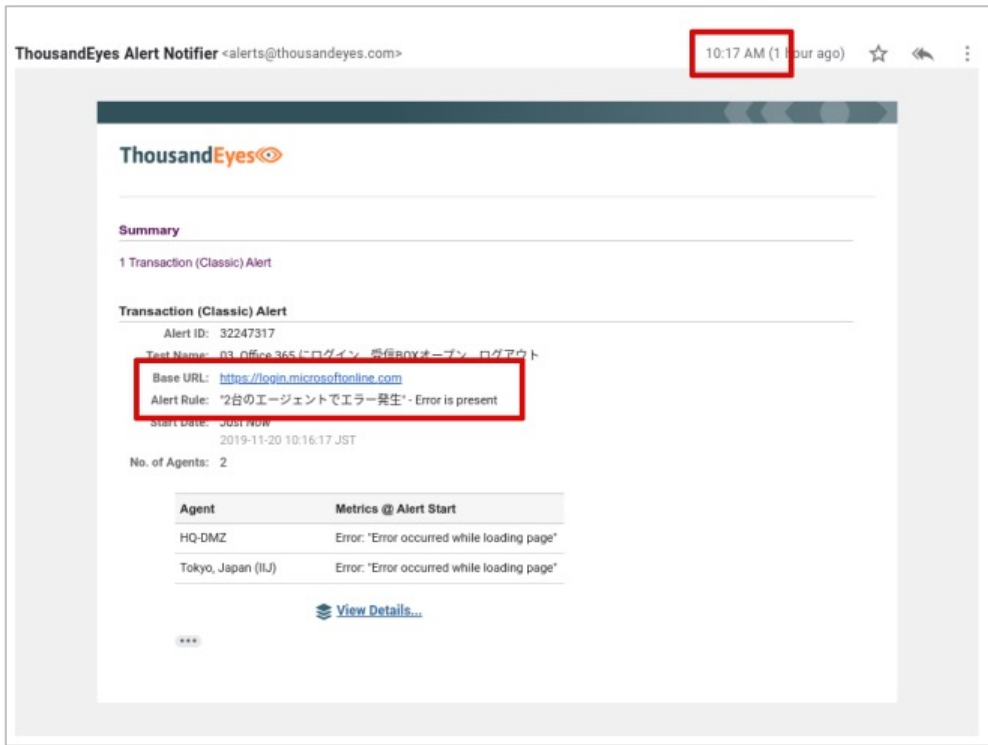 ThousandEyes Alert Notifier <alerts@thousandeyes.com> 10:17 AM (1 hour ago)
ThousandEyes
Summary
1 Transaction (Classic) Alert
Transaction (Classic) Alert
Alert ID: 32247317
Test Name: 03. Office 365 にログイン、受信BOXオープン、ログアウト
Base URL: https://login.microsoftonline.com
Alert Rule: "2台のエージェントでエラー発生" - Error is present
Start Date: Just Now
2019-11-20 10:16:17 JST
No. of Agents: 2
Agent Metrics @ Alert Start
HQ-DMZ Error: "Error occurred while loading page"
Tokyo, Japan (IIJ) Error: "Error occurred while loading page"
View Details...